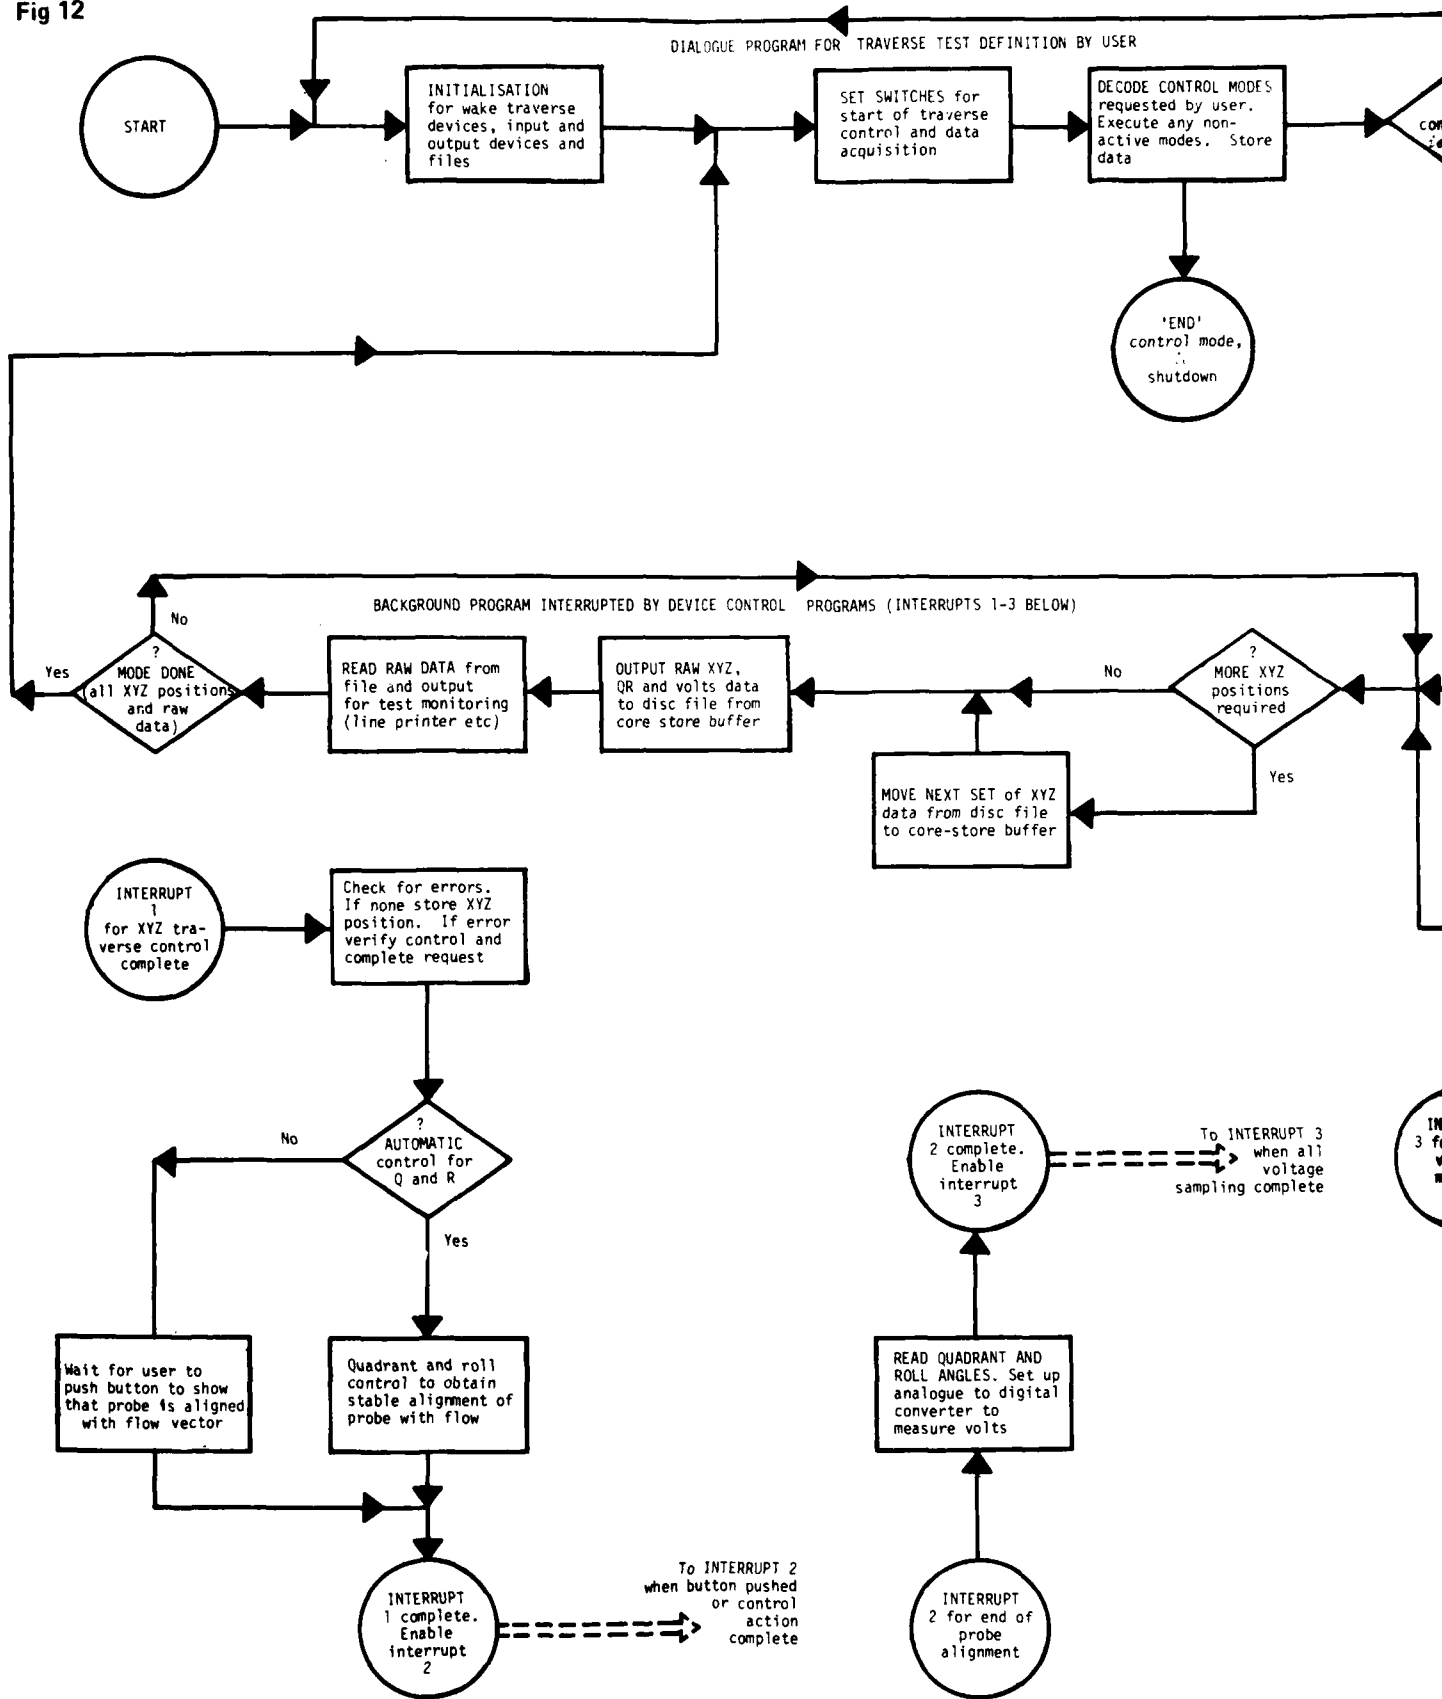 Fig 12
DIALOGUE PROGRAM FOR TRAVERSE TEST DEFINITION BY USER
START
INITIALISATION
for wake traverse
devices, input and
output devices and
files
SET SWITCHES for
start of traverse
control and data
acquisition
DECODE CONTROL MODES
requested by user.
Execute any non-
active modes. Store
data
'END'
control mode,
shutdown
BACKGROUND PROGRAM INTERRUPTED BY DEVICE CONTROL PROGRAMS (INTERRUPTS 1-3 BELOW)
No
Yes
?
MODE DONE
(all XYZ positions
and raw
data)
READ RAW DATA from
file and output
for test monitoring
(line printer etc)
OUTPUT RAW XYZ,
QR and volts data
to disc file from
core store buffer
No
?
MORE XYZ
positions
required
Yes
MOVE NEXT SET of XYZ
data from disc file
to core-store buffer
INTERRUPT
1
for XYZ tra-
verse control
complete
Check for errors.
If none store XYZ
position. If error
verify control and
complete request
No
?
AUTOMATIC
control for
Q and R
Yes
Wait for user to
push button to show
that probe is aligned
with flow vector
Quadrant and roll
control to obtain
stable alignment of
probe with flow
INTERRUPT
1 complete.
Enable
interrupt
2
To INTERRUPT 2
when button pushed
or control
action
complete
INTERRUPT
2 complete.
Enable
interrupt
3
To INTERRUPT 3
when all
voltage
sampling complete
READ QUADRANT AND
ROLL ANGLES. Set up
analogue to digital
converter to
measure volts
INTERRUPT
2 for end of
probe
alignment